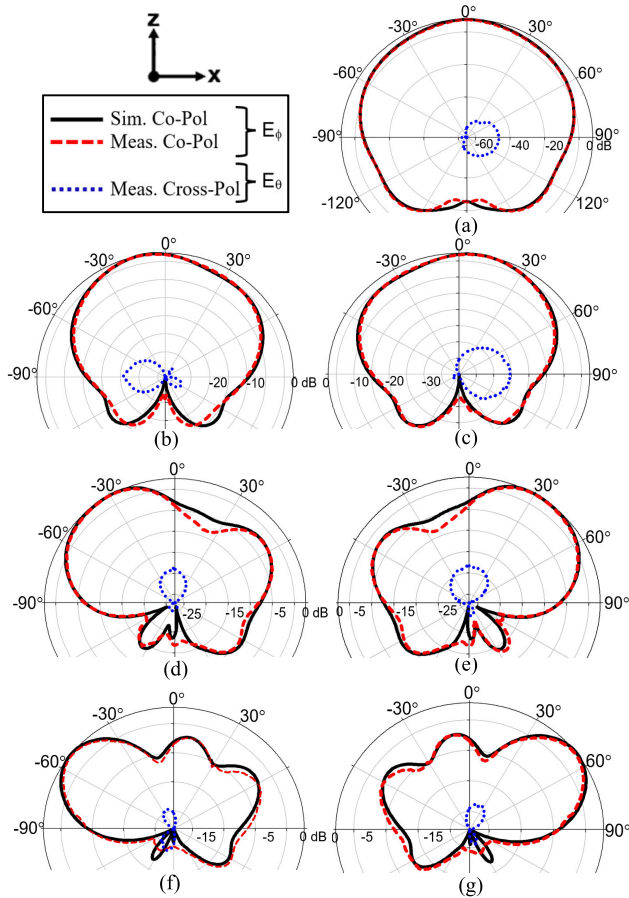 z
x
Sim. Co-Pol
Meas. Co-Pol
Eϕ
Meas. Cross-Pol
Eθ
0°
-30° 30°
-60° 60°
-90° -60 -40 -20 0 dB 90°
-120° 120°
(a)
0°
-30° 30°
-60°
-90° -20 -10 0 dB
(b)
0°
-30° 30°
60°
0 -10 -20 -30 90°
(c)
0°
-30° 30°
-60°
-90° -25 -15 -5 0 dB
(d)
0°
-30° 30°
60°
0 -5 -15 -25 90°
(e)
0°
-30° 30°
-60°
-90° -15 -5 0 dB
(f)
0°
-30° 30°
60°
0 -5 -15 90°
(g)